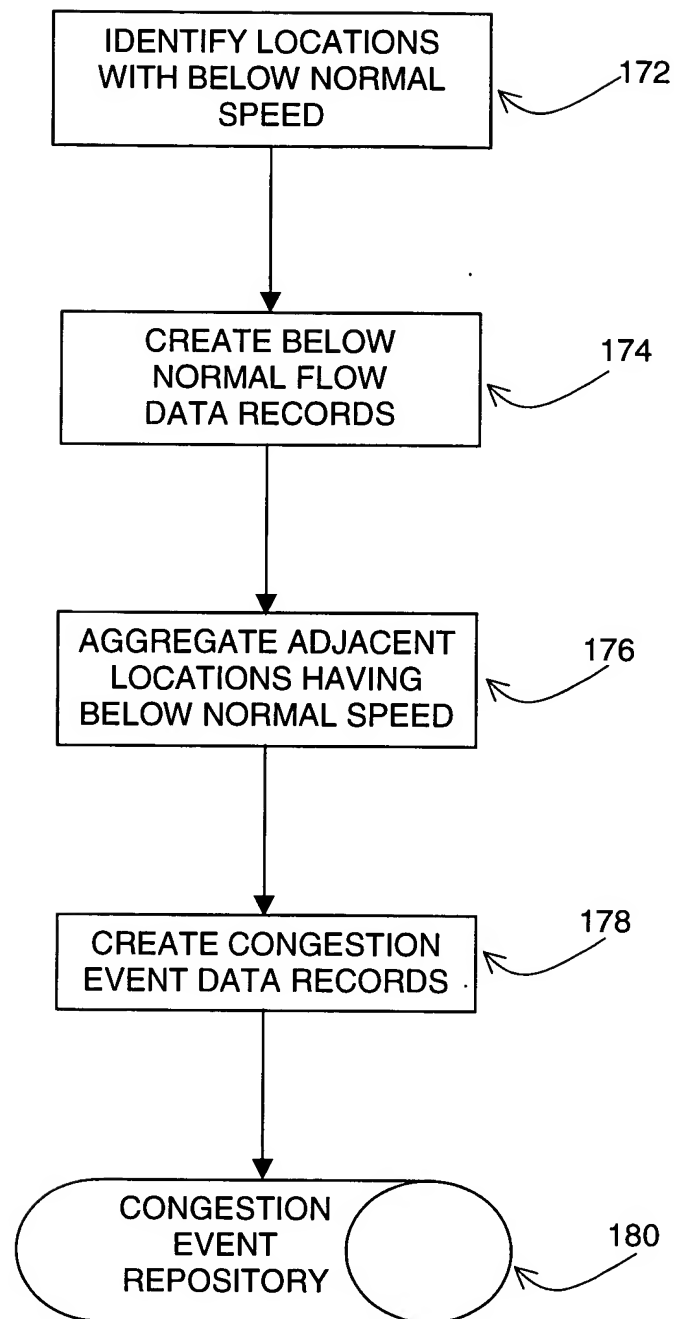 IDENTIFY LOCATIONS
WITH BELOW NORMAL
SPEED
172
CREATE BELOW
NORMAL FLOW
DATA RECORDS
174
AGGREGATE ADJACENT
LOCATIONS HAVING
BELOW NORMAL SPEED
176
CREATE CONGESTION
EVENT DATA RECORDS
178
CONGESTION
EVENT
REPOSITORY
180